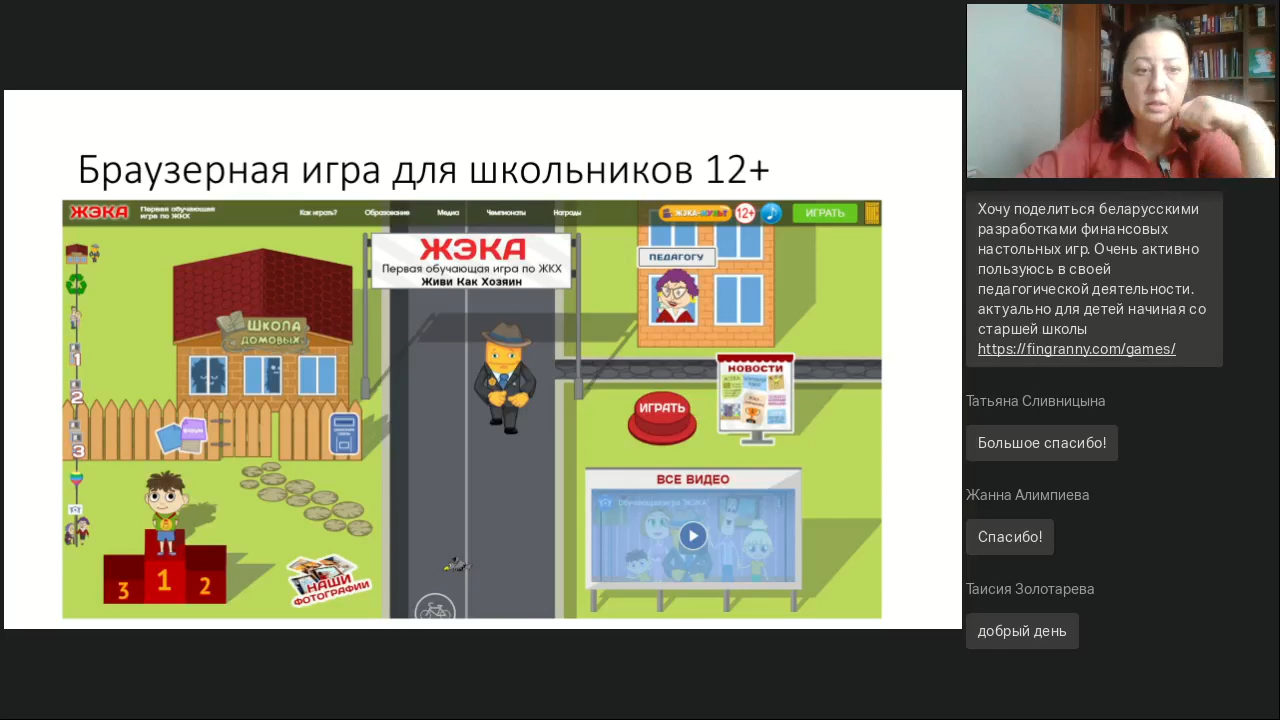 Браузерная игра для школьников 12+
ЖЭКА
Первая обучающая
игра по ЖКХ
Как играть?
Образование
Медиа
Чемпионаты
Награды
ЖЭКА-МУЛЬТ
12+
ИГРАТЬ
ЖЭКА
Первая обучающая игра по ЖКХ
Живи Как Хозяин
ПЕДАГОГУ
ШКОЛА
ДОМОВЫХ
НОВОСТИ
ИГРАТЬ
1
2
3
ВСЕ ВИДЕО
Обучающая игра "ЖЭКА"
3
1
2
НАШИ
ФОТОГРАФИИ
Хочу поделиться беларусскими
разработками финансовых
настольных игр. Очень активно
пользуюсь в своей
педагогической деятельности.
актуально для детей начиная со
старшей школы
https://fingranny.com/games/
Татьяна Сливницына
Большое спасибо!
Жанна Алимпиева
Спасибо!
Таисия Золотарева
добрый день